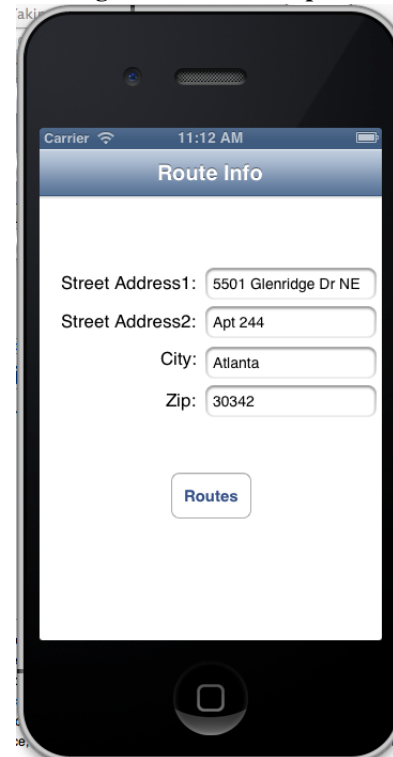 Carrier 11:12 AM
Route Info
Street Address1: 5501 Glenridge Dr NE
Street Address2: Apt 244
City: Atlanta
Zip: 30342
Routes